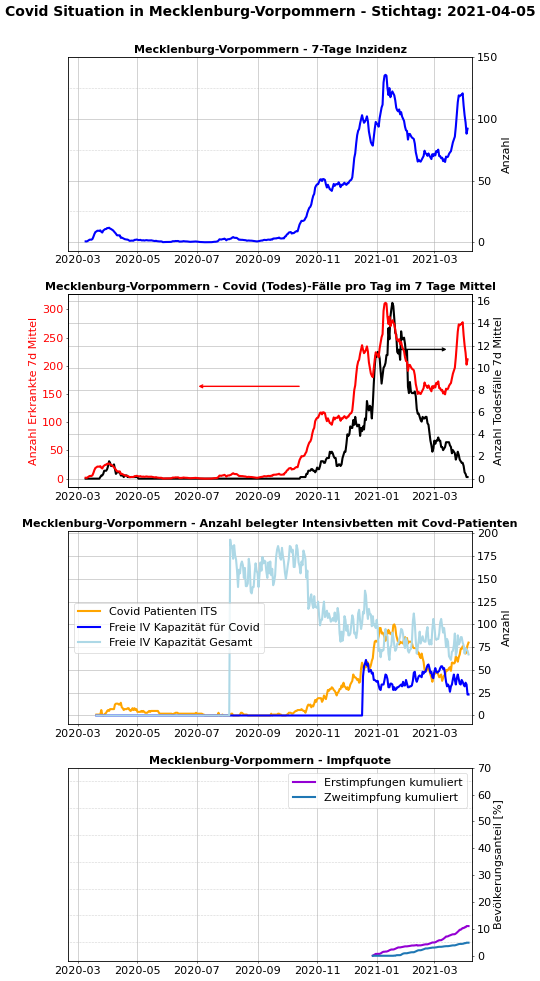 Covid Situation in Mecklenburg-Vorpommern - Stichtag: 2021-04-05
Mecklenburg-Vorpommern - 7-Tage Inzidenz
150
100
50
0
Anzahl
2020-03 2020-05 2020-07 2020-09 2020-11 2021-01 2021-03
Mecklenburg-Vorpommern - Covid (Todes)-Fälle pro Tag im 7 Tage Mittel
Anzahl Erkrankte 7d Mittel
300
250
200
150
100
50
0
16
14
12
10
8
6
4
2
0
Anzahl Todesfälle 7d Mittel
2020-03 2020-05 2020-07 2020-09 2020-11 2021-01 2021-03
Mecklenburg-Vorpommern - Anzahl belegter Intensivbetten mit Covd-Patienten
Covid Patienten ITS
Freie IV Kapazität für Covid
Freie IV Kapazität Gesamt
200
175
150
125
100
75
50
25
0
Anzahl
2020-03 2020-05 2020-07 2020-09 2020-11 2021-01 2021-03
Mecklenburg-Vorpommern - Impfquote
Erstimpfungen kumuliert
Zweitimpfung kumuliert
70
60
50
40
30
20
10
0
Bevölkerungsanteil [%]
2020-03 2020-05 2020-07 2020-09 2020-11 2021-01 2021-03